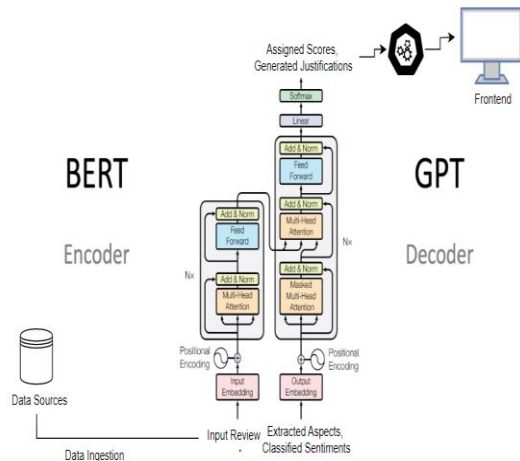 Assigned Scores,
Generated Justifications
Frontend
Softmax
Linear
BERT
Encoder
GPT
Decoder
Add & Norm
Feed
Forward
Add & Norm
Multi-Head
Attention
Nx
Add & Norm
Feed
Forward
Add & Norm
Multi-Head
Attention
Add & Norm
Masked
Multi-Head
Attention
Nx
Positional
Encoding
Positional
Encoding
Input
Embedding
Output
Embedding
Data Sources
Data Ingestion
Input Review
Extracted Aspects,
Classified Sentiments